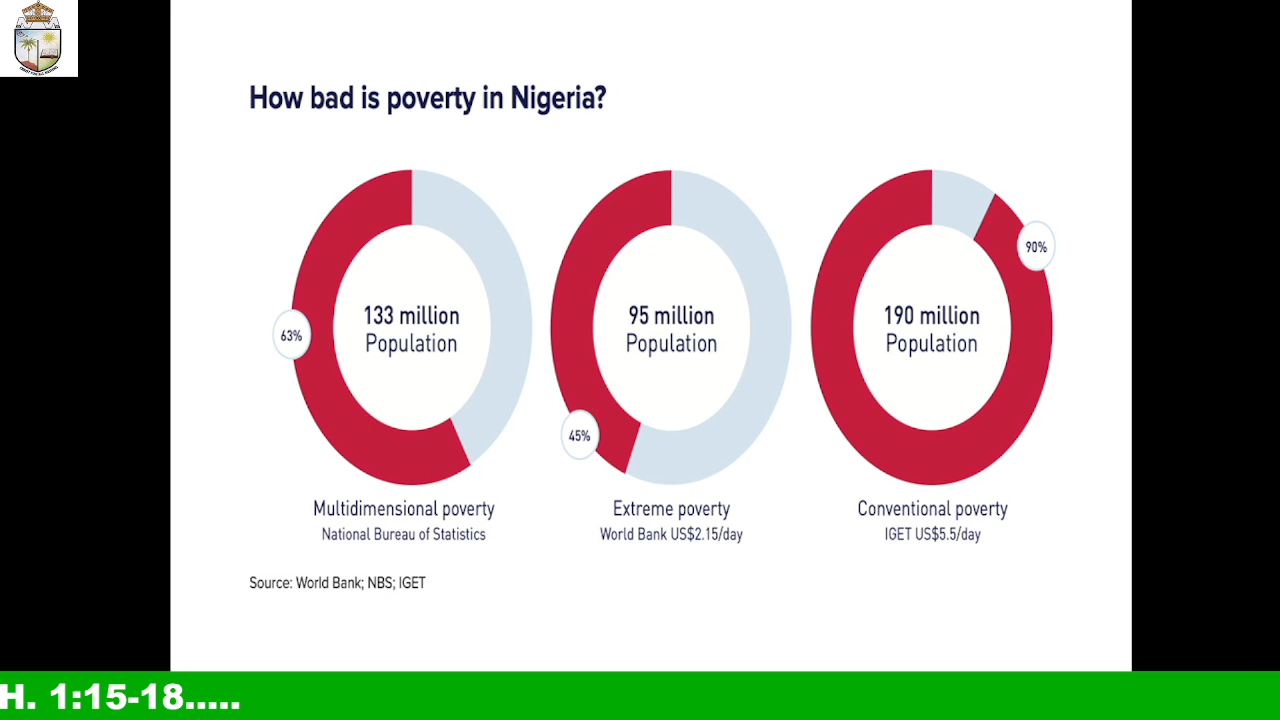 How bad is poverty in Nigeria?
63%
133 million
Population
Multidimensional poverty
National Bureau of Statistics
45%
95 million
Population
Extreme poverty
World Bank US$2.15/day
90%
190 million
Population
Conventional poverty
IGET US$5.5/day
Source: World Bank; NBS; IGET
H. 1:15-18.....